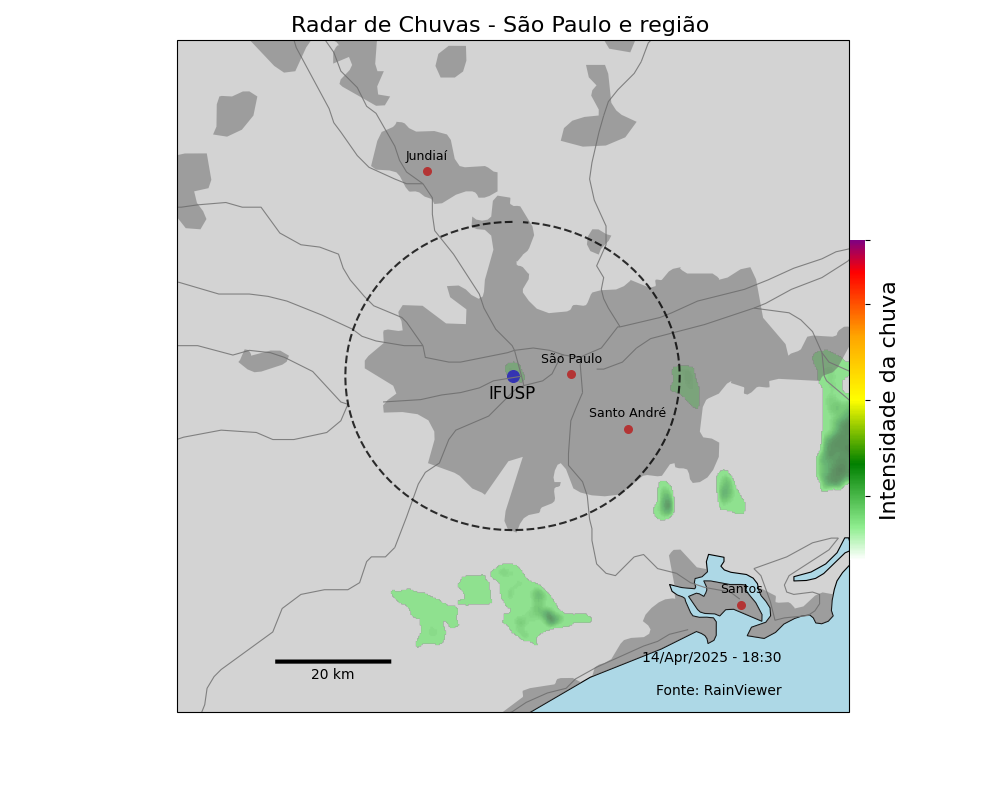 Radar de Chuvas - São Paulo e região
Jundiaí
São Paulo
IFUSP
Santo André
Intensidade da chuva
Santos
14/Apr/2025 - 18:30
20 km
Fonte: RainViewer